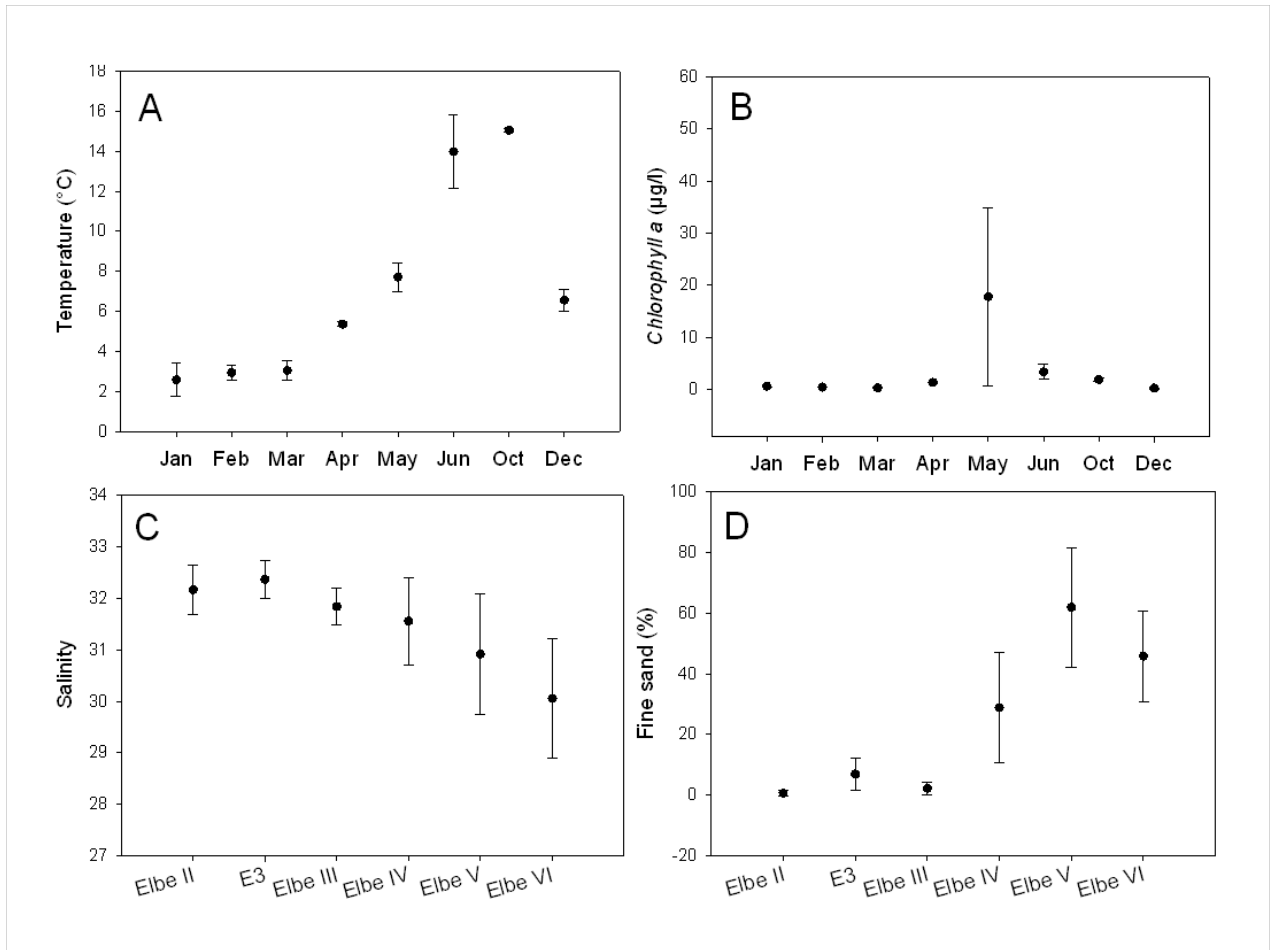 A
Temperature (°C)
18
16
14
12
10
8
6
4
2
0
Jan Feb Mar Apr May Jun Oct Dec
B
Chlorophyll a (µg/l)
60
50
40
30
20
10
0
Jan Feb Mar Apr May Jun Oct Dec
C
Salinity
34
33
32
31
30
29
28
27
Elbe II E3 Elbe III Elbe IV Elbe V Elbe VI
D
Fine sand (%)
100
80
60
40
20
0
-20
Elbe II E3 Elbe III Elbe IV Elbe V Elbe VI